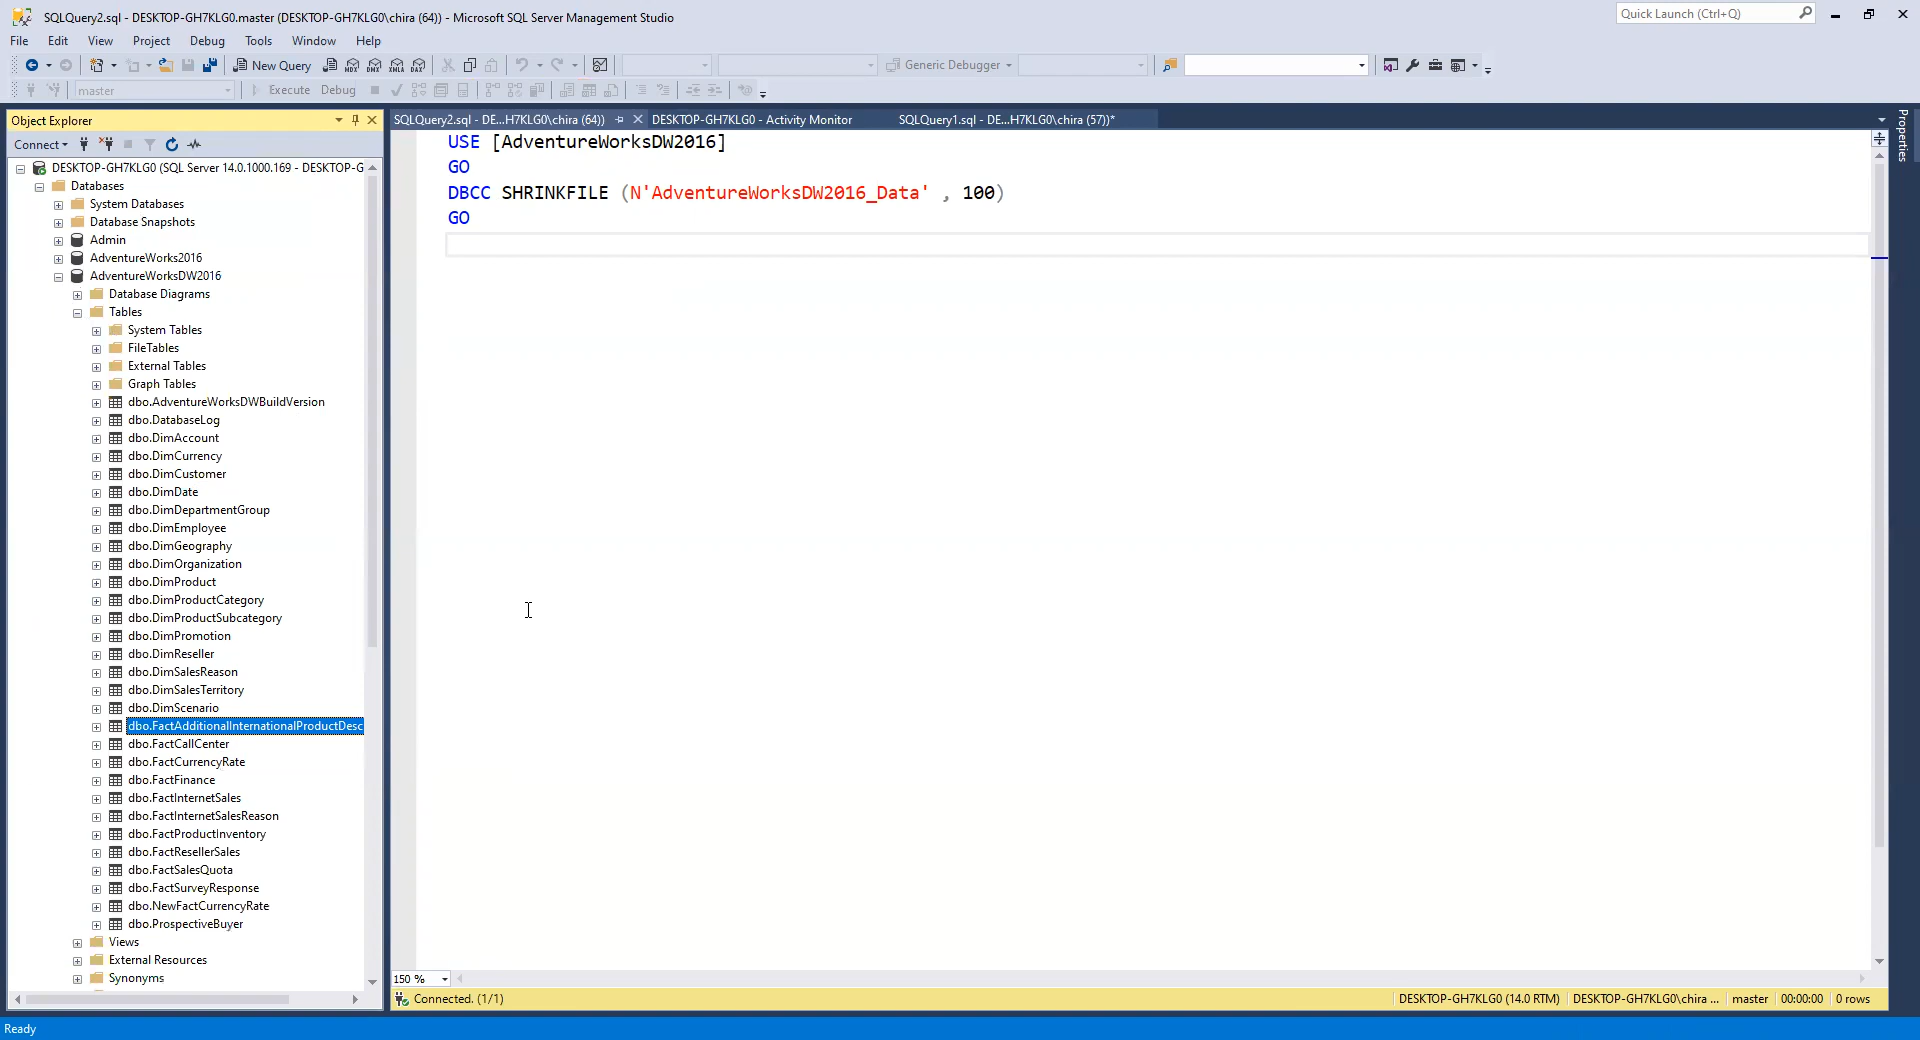 SQLQuery2.sql - DESKTOP-GH7KLG0.master (DESKTOP-GH7KLG0\chira (64)) - Microsoft SQL Server Management Studio
Quick Launch (Ctrl+Q)
File Edit View Project Debug Tools Window Help
New Query
Generic Debugger
master
Execute Debug
Object Explorer
SQLQuery2.sql - DE...H7KLG0\chira (64))
DESKTOP-GH7KLG0 - Activity Monitor
SQLQuery1.sql - DE...H7KLG0\chira (57))*
Properties
Connect
DESKTOP-GH7KLG0 (SQL Server 14.0.1000.169 - DESKTOP-G
Databases
System Databases
Database Snapshots
Admin
AdventureWorks2016
AdventureWorksDW2016
Database Diagrams
Tables
System Tables
FileTables
External Tables
Graph Tables
dbo.AdventureWorksDWBuildVersion
dbo.DatabaseLog
dbo.DimAccount
dbo.DimCurrency
dbo.DimCustomer
dbo.DimDate
dbo.DimDepartmentGroup
dbo.DimEmployee
dbo.DimGeography
dbo.DimOrganization
dbo.DimProduct
dbo.DimProductCategory
dbo.DimProductSubcategory
dbo.DimPromotion
dbo.DimReseller
dbo.DimSalesReason
dbo.DimSalesTerritory
dbo.DimScenario
dbo.FactAdditionalInternationalProductDesc
dbo.FactCallCenter
dbo.FactCurrencyRate
dbo.FactFinance
dbo.FactInternetSales
dbo.FactInternetSalesReason
dbo.FactProductInventory
dbo.FactResellerSales
dbo.FactSalesQuota
dbo.FactSurveyResponse
dbo.NewFactCurrencyRate
dbo.ProspectiveBuyer
Views
External Resources
Synonyms
USE [AdventureWorksDW2016]
GO
DBCC SHRINKFILE (N'AdventureWorksDW2016_Data' , 100)
GO
150 %
Connected. (1/1)
DESKTOP-GH7KLG0 (14.0 RTM)
DESKTOP-GH7KLG0\chira ...
master
00:00:00
0 rows
Ready